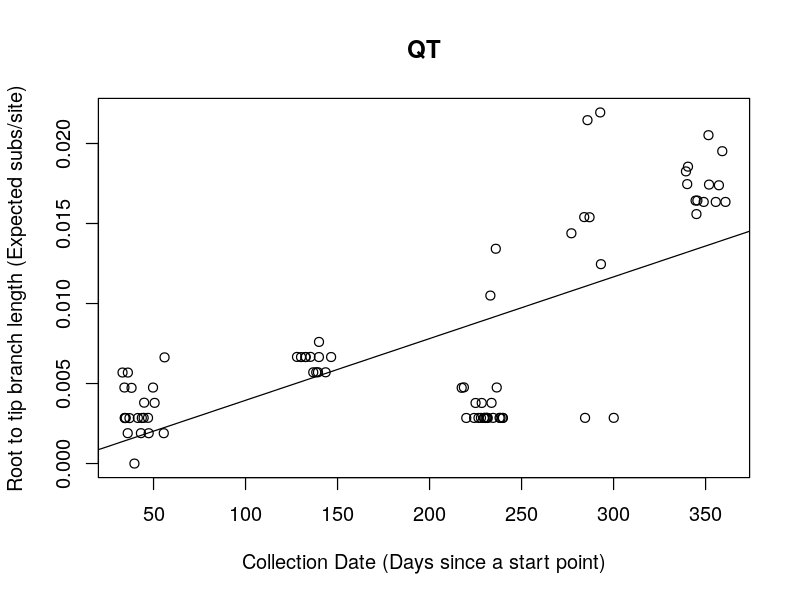 QT
Root to tip branch length (Expected subs/site)
0.020
0.015
0.010
0.005
0.000
50 100 150 200 250 300 350
Collection Date (Days since a start point)